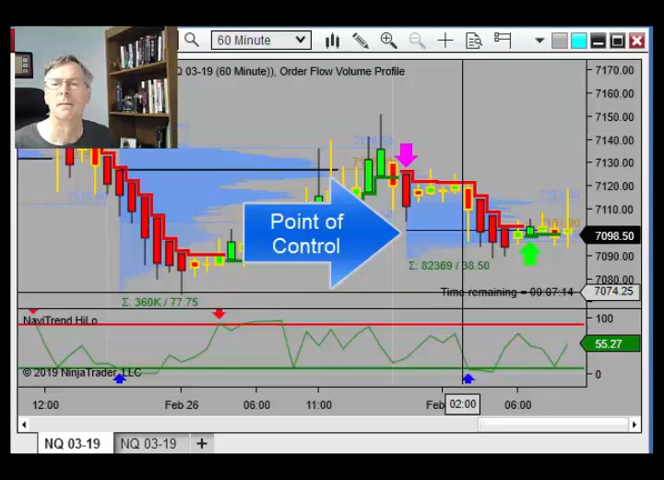 60 Minute
Q 03-19 (60 Minute)), Order Flow Volume Profile
7170.00
7160.00
7150.00
7140.00
7130.00
7120.00
7110.00
7098.50
7090.00
7080.00
7074.25
Point of
Control
Σ: 82369 / 38.50
Time remaining = 00:07:14
Σ: 360K / 77.75
NaviTrend HiLo
100
55.27
0
© 2019 NinjaTrader, LLC
12:00
Feb 26
06:00
11:00
Feb
02:00
06:00
NQ 03-19
NQ 03-19
+